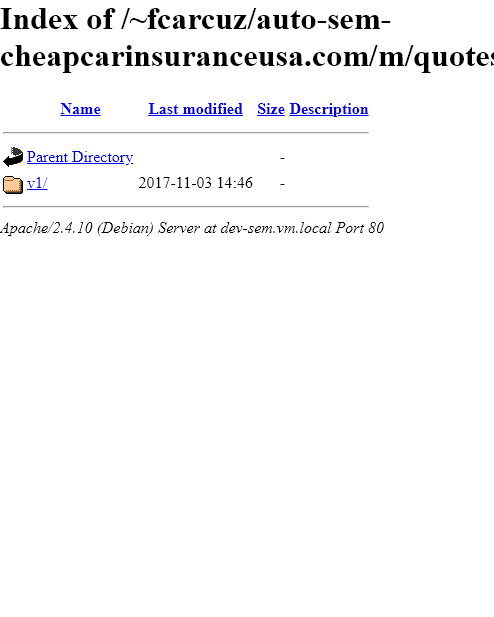 Index of /~fcarcuz/auto-sem-
cheapcarinsuranceusa.com/m/quotes
Name Last modified Size Description
Parent Directory -
v1/ 2017-11-03 14:46 -
Apache/2.4.10 (Debian) Server at dev-sem.vm.local Port 80